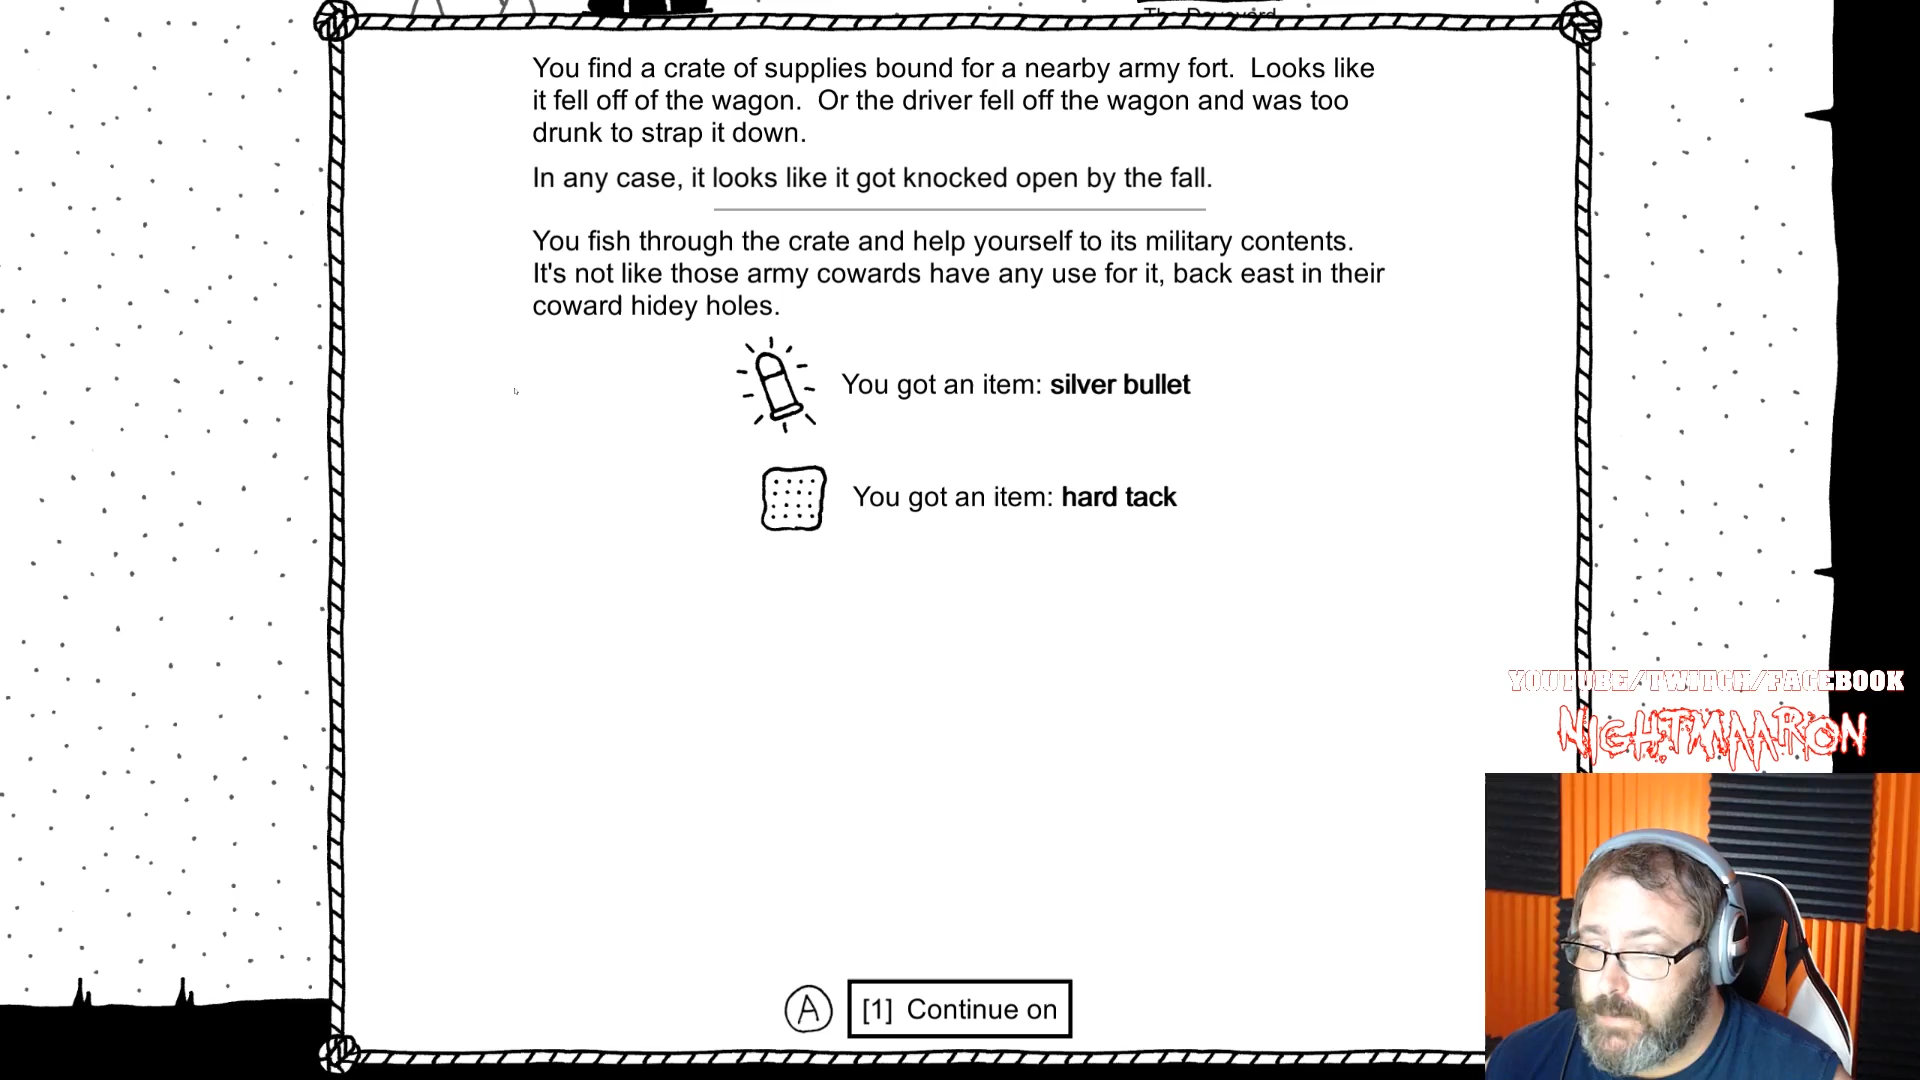 The Boneyard
You find a crate of supplies bound for a nearby army fort.  Looks like
it fell off of the wagon.  Or the driver fell off the wagon and was too
drunk to strap it down.
In any case, it looks like it got knocked open by the fall.
You fish through the crate and help yourself to its military contents.
It's not like those army cowards have any use for it, back east in their
coward hidey holes.
You got an item: silver bullet
You got an item: hard tack
A
[1]  Continue on
YOUTUBE/TWITCH/FACEBOOK
NIGHTMAARON